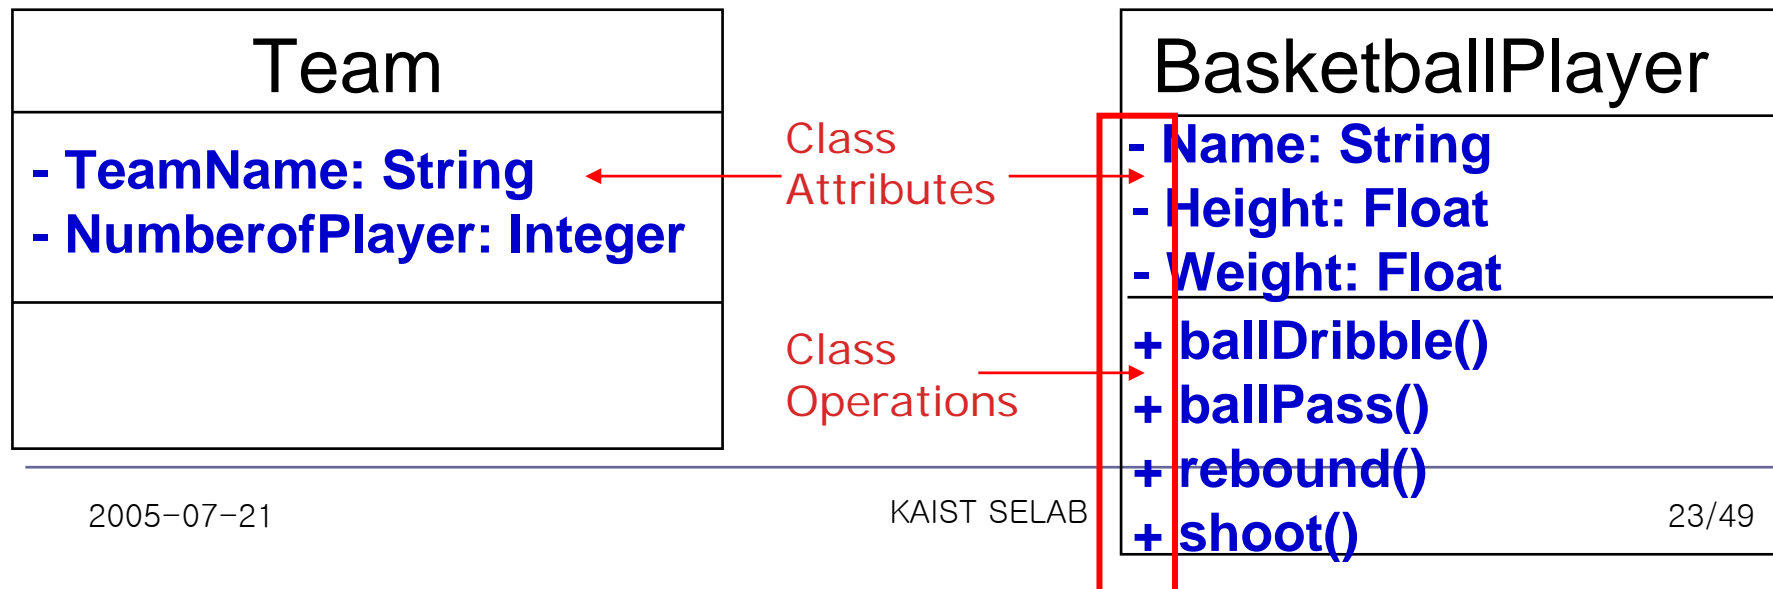 Team
- TeamName: String
- NumberofPlayer: Integer
Class
Attributes
Class
Operations
BasketballPlayer
- Name: String
- Height: Float
- Weight: Float
+ ballDribble()
+ ballPass()
+ rebound()
+ shoot()
2005-07-21
KAIST SELAB
23/49